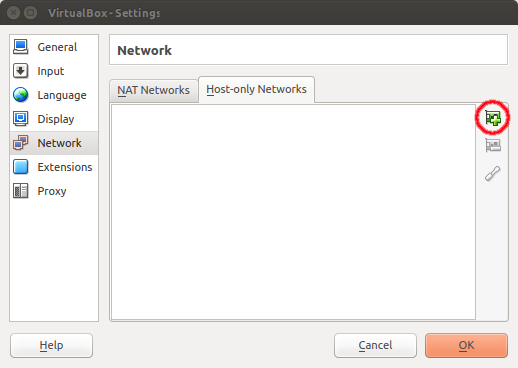 VirtualBox - Settings
General
Input
Language
Display
Network
Extensions
Proxy
Network
NAT Networks
Host-only Networks
Help
Cancel
OK